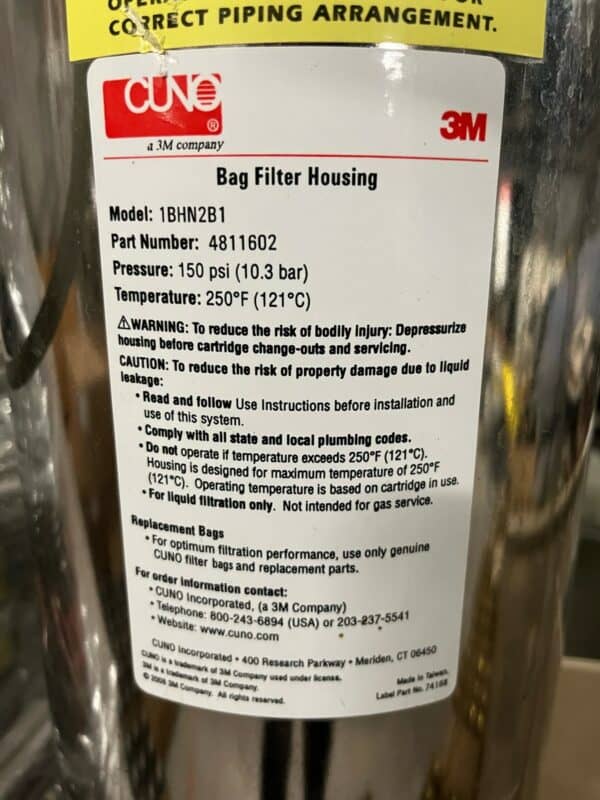 CORRECT PIPING ARRANGEMENT.
CUNO
®
3M
a 3M company
Bag Filter Housing
Model: 1BHN2B1
Part Number: 4811602
Pressure: 150 psi (10.3 bar)
Temperature: 250°F (121°C)
⚠WARNING: To reduce the risk of bodily injury: Depressurize
housing before cartridge change-outs and servicing.
CAUTION: To reduce the risk of property damage due to liquid
leakage:
• Read and follow Use Instructions before installation and
use of this system.
• Comply with all state and local plumbing codes.
• Do not operate if temperature exceeds 250°F (121°C).
Housing is designed for maximum temperature of 250°F
(121°C). Operating temperature is based on cartridge in use.
• For liquid filtration only. Not intended for gas service.
Replacement Bags
• For optimum filtration performance, use only genuine
CUNO filter bags and replacement parts.
For order information contact:
• CUNO Incorporated, (a 3M Company)
• Telephone: 800-243-6894 (USA) or 203-237-5541
• Website: www.cuno.com
CUNO Incorporated • 400 Research Parkway • Meriden, CT 06450
CUNO is a trademark of 3M Company used under license.
3M is a trademark of 3M Company.
© 2008 3M Company. All rights reserved.
Made in Taiwan.
Label Part No. 74168